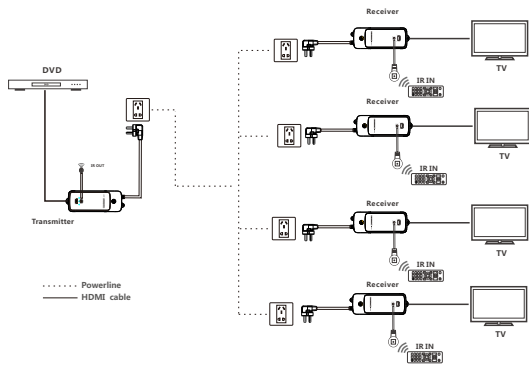 Receiver
TV
IR IN
DVD
Receiver
TV
IR IN
IR OUT
Transmitter
Receiver
TV
IR IN
Powerline
HDMI cable
Receiver
TV
IR IN